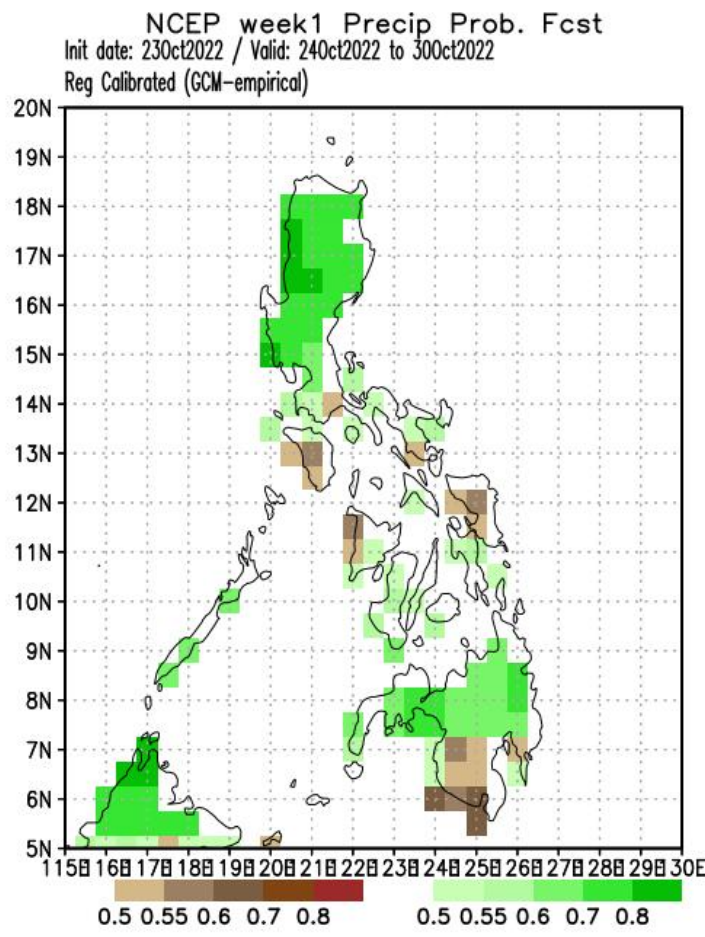 NCEP week1 Precip Prob. Fcst
Init date: 23Oct2022 / Valid: 24Oct2022 to 30Oct2022
Reg Calibrated (GCM-empirical)
20N
19N
18N
17N
16N
15N
14N
13N
12N
11N
10N
9N
8N
7N
6N
5N
115E 116E 117E 118E 119E 120E 121E 122E 123E 124E 125E 126E 127E 128E 129E 130E
0.5 0.55 0.6 0.7 0.8 0.5 0.55 0.6 0.7 0.8